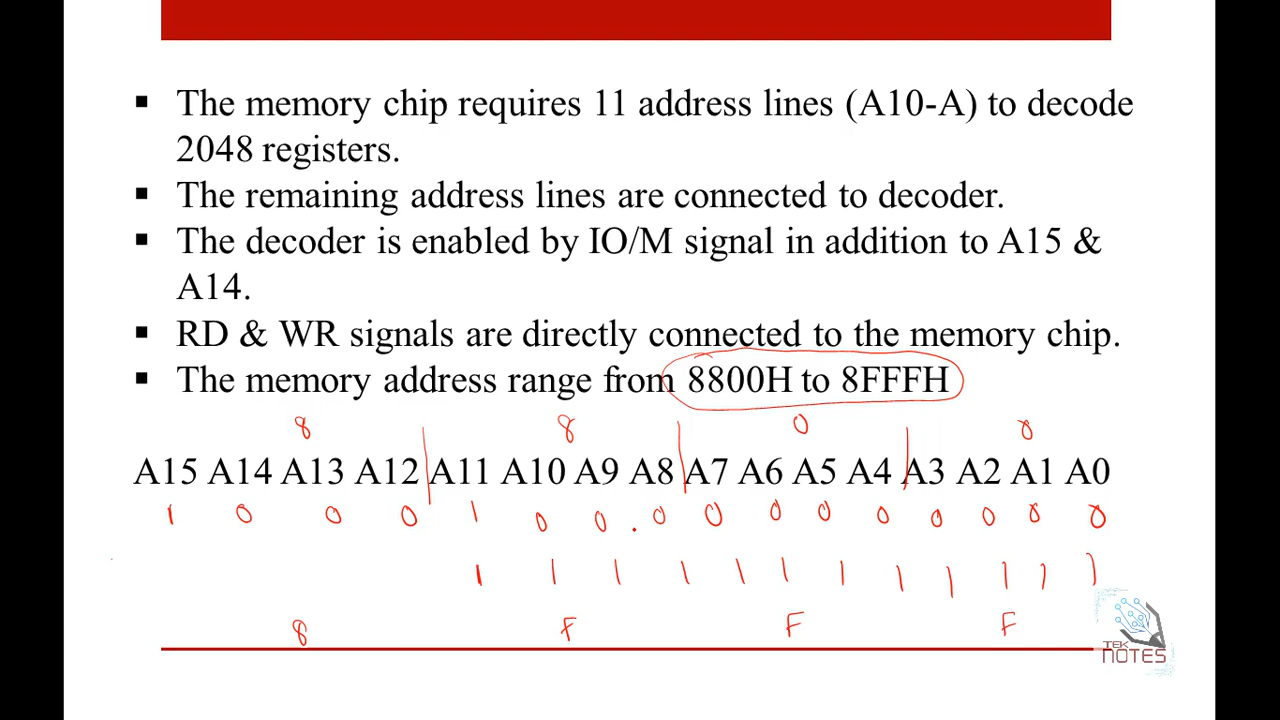 ▪ The memory chip requires 11 address lines (A10-A) to decode
2048 registers.
▪ The remaining address lines are connected to decoder.
▪ The decoder is enabled by IO/M signal in addition to A15 &
A14.
▪ RD & WR signals are directly connected to the memory chip.
▪ The memory address range from 8800H to 8FFFH
8 8 0 0
A15 A14 A13 A12 A11 A10 A9 A8 A7 A6 A5 A4 A3 A2 A1 A0
1 0 0 0 1 0 0 0 0 0 0 0 0 0 0 0
1 1 1 1 1 1 1 1 1 1 1 1
8 F F F
TEK
NOTES